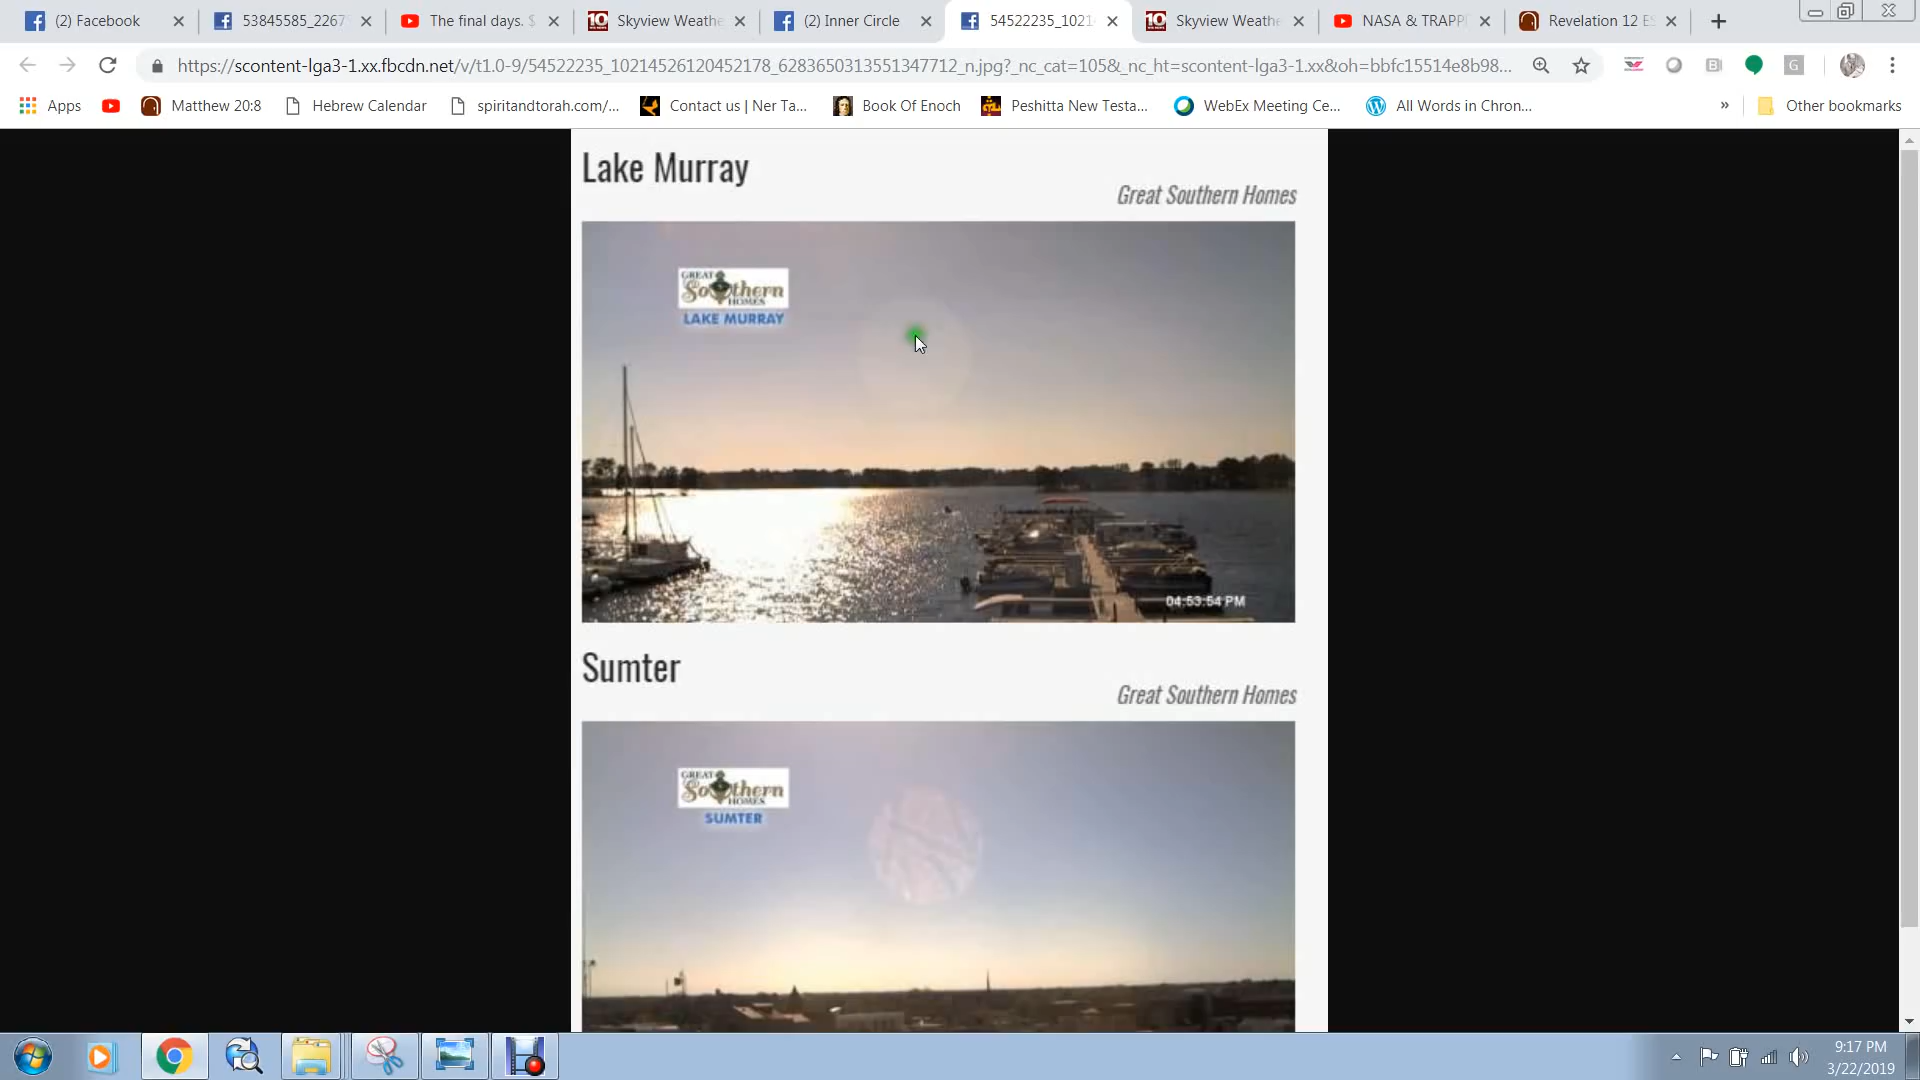 (2) Facebook
53845585_2267
The final days.
10
Skyview Weathe
(2) Inner Circle
54522235_1021
10
Skyview Weathe
NASA & TRAPP
Revelation 12 ES
https://scontent-lga3-1.xx.fbcdn.net/v/t1.0-9/54522235_10214526120452178_6283650313551347712_n.jpg?_nc_cat=105&_nc_ht=scontent-lga3-1.xx&oh=bbfc15514e8b98...
Apps
Matthew 20:8
Hebrew Calendar
spiritandtorah.com/...
Contact us | Ner Ta...
Book Of Enoch
Peshitta New Testa...
WebEx Meeting Ce...
All Words in Chron...
»
Other bookmarks
Lake Murray
Great Southern Homes
GREAT
Southern
HOMES
LAKE MURRAY
04:53:54 PM
Sumter
Great Southern Homes
GREAT
Southern
HOMES
SUMTER
9:17 PM
3/22/2019